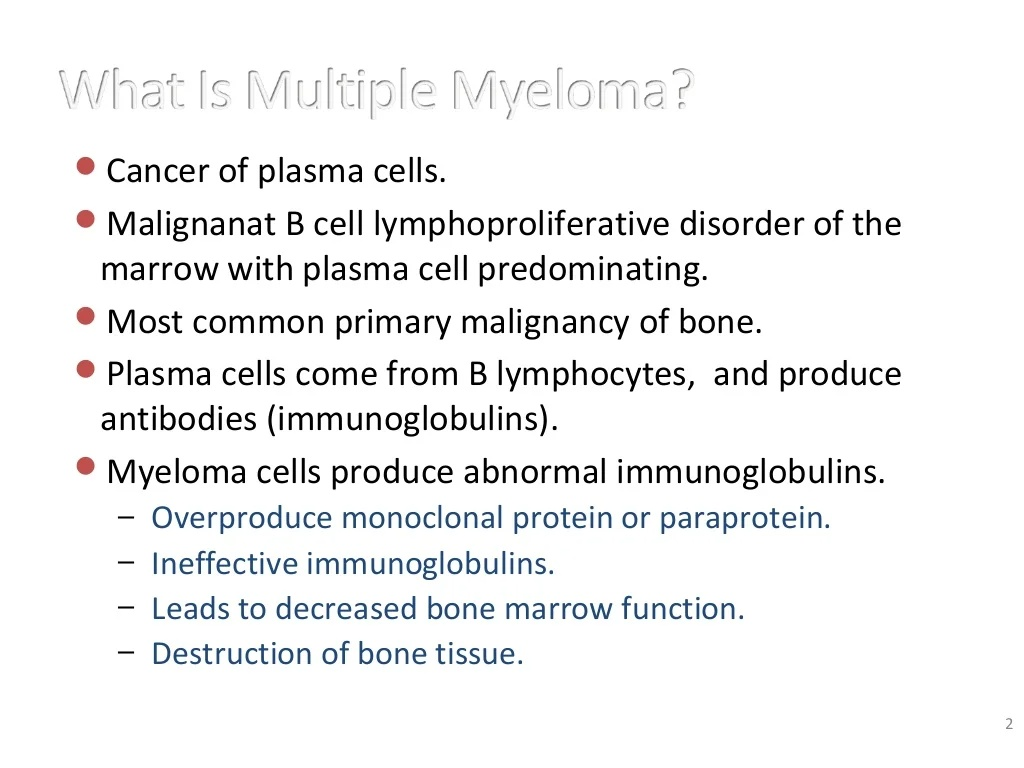 What Is Multiple Myeloma?
• Cancer of plasma cells.
• Malignanat B cell lymphoproliferative disorder of the
marrow with plasma cell predominating.
• Most common primary malignancy of bone.
• Plasma cells come from B lymphocytes,  and produce
antibodies (immunoglobulins).
• Myeloma cells produce abnormal immunoglobulins.
– Overproduce monoclonal protein or paraprotein.
– Ineffective immunoglobulins.
– Leads to decreased bone marrow function.
– Destruction of bone tissue.
2